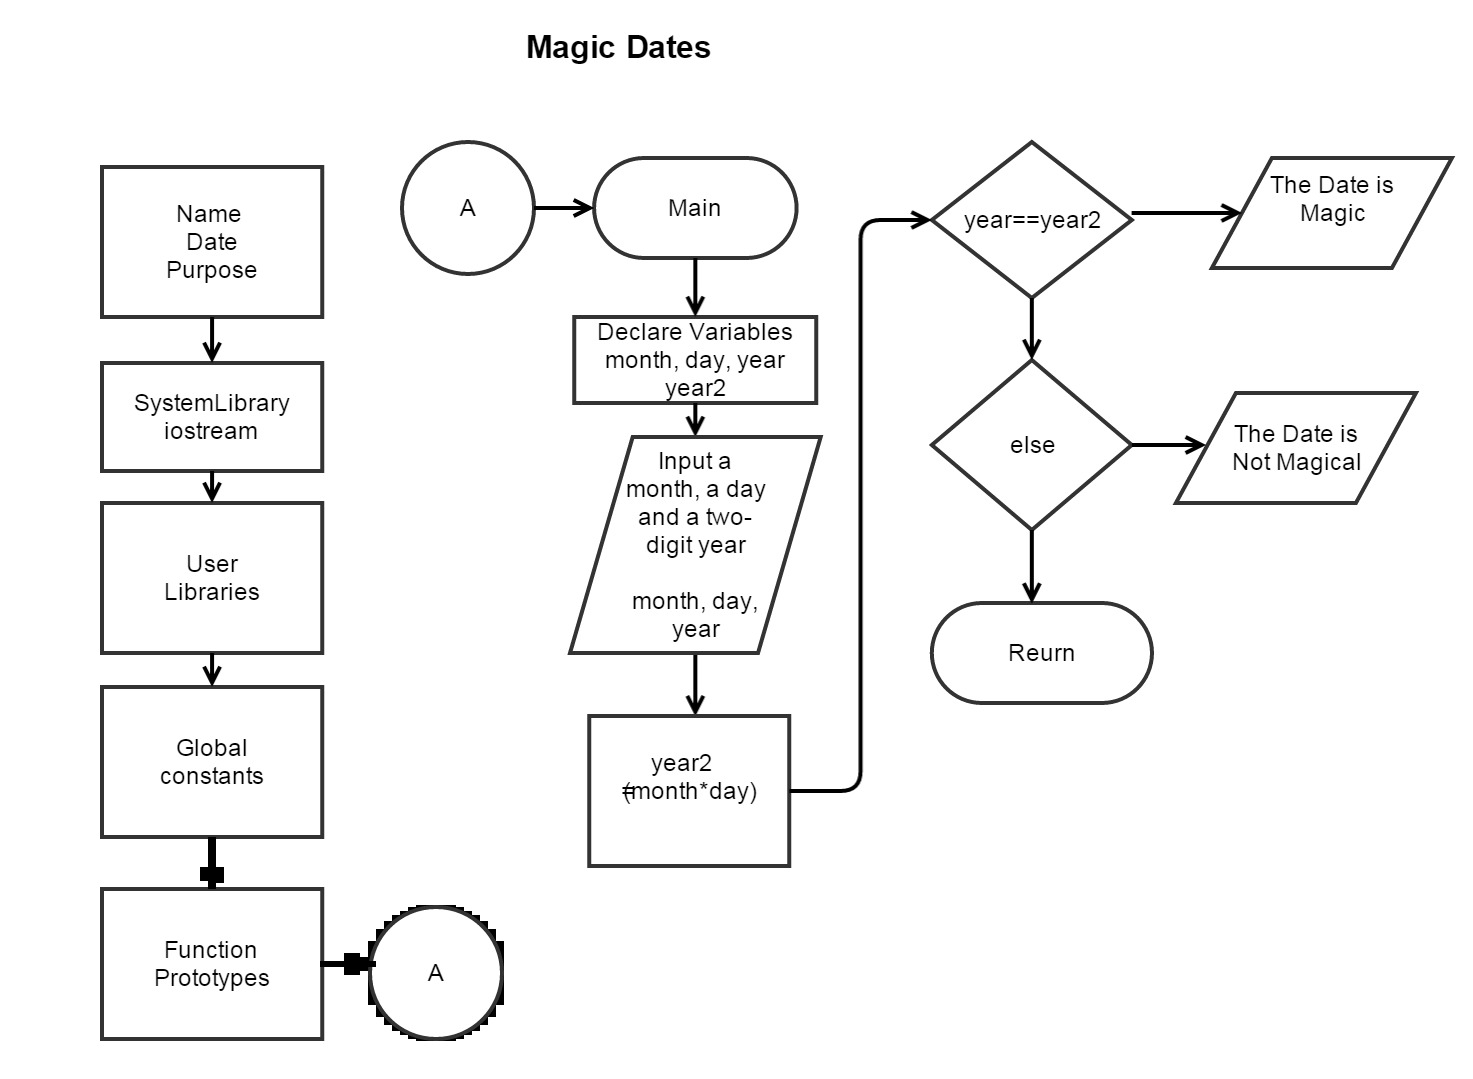 Magic Dates
Name
Date
Purpose
SystemLibrary
iostream
User
Libraries
Global
constants
Function
Prototypes
A
A
Main
Declare Variables
month, day, year
year2
Input a
month, a day
and a two-
digit year
month, day,
year
year2
=(month*day)
year==year2
The Date is
Magic
else
The Date is
Not Magical
Reurn